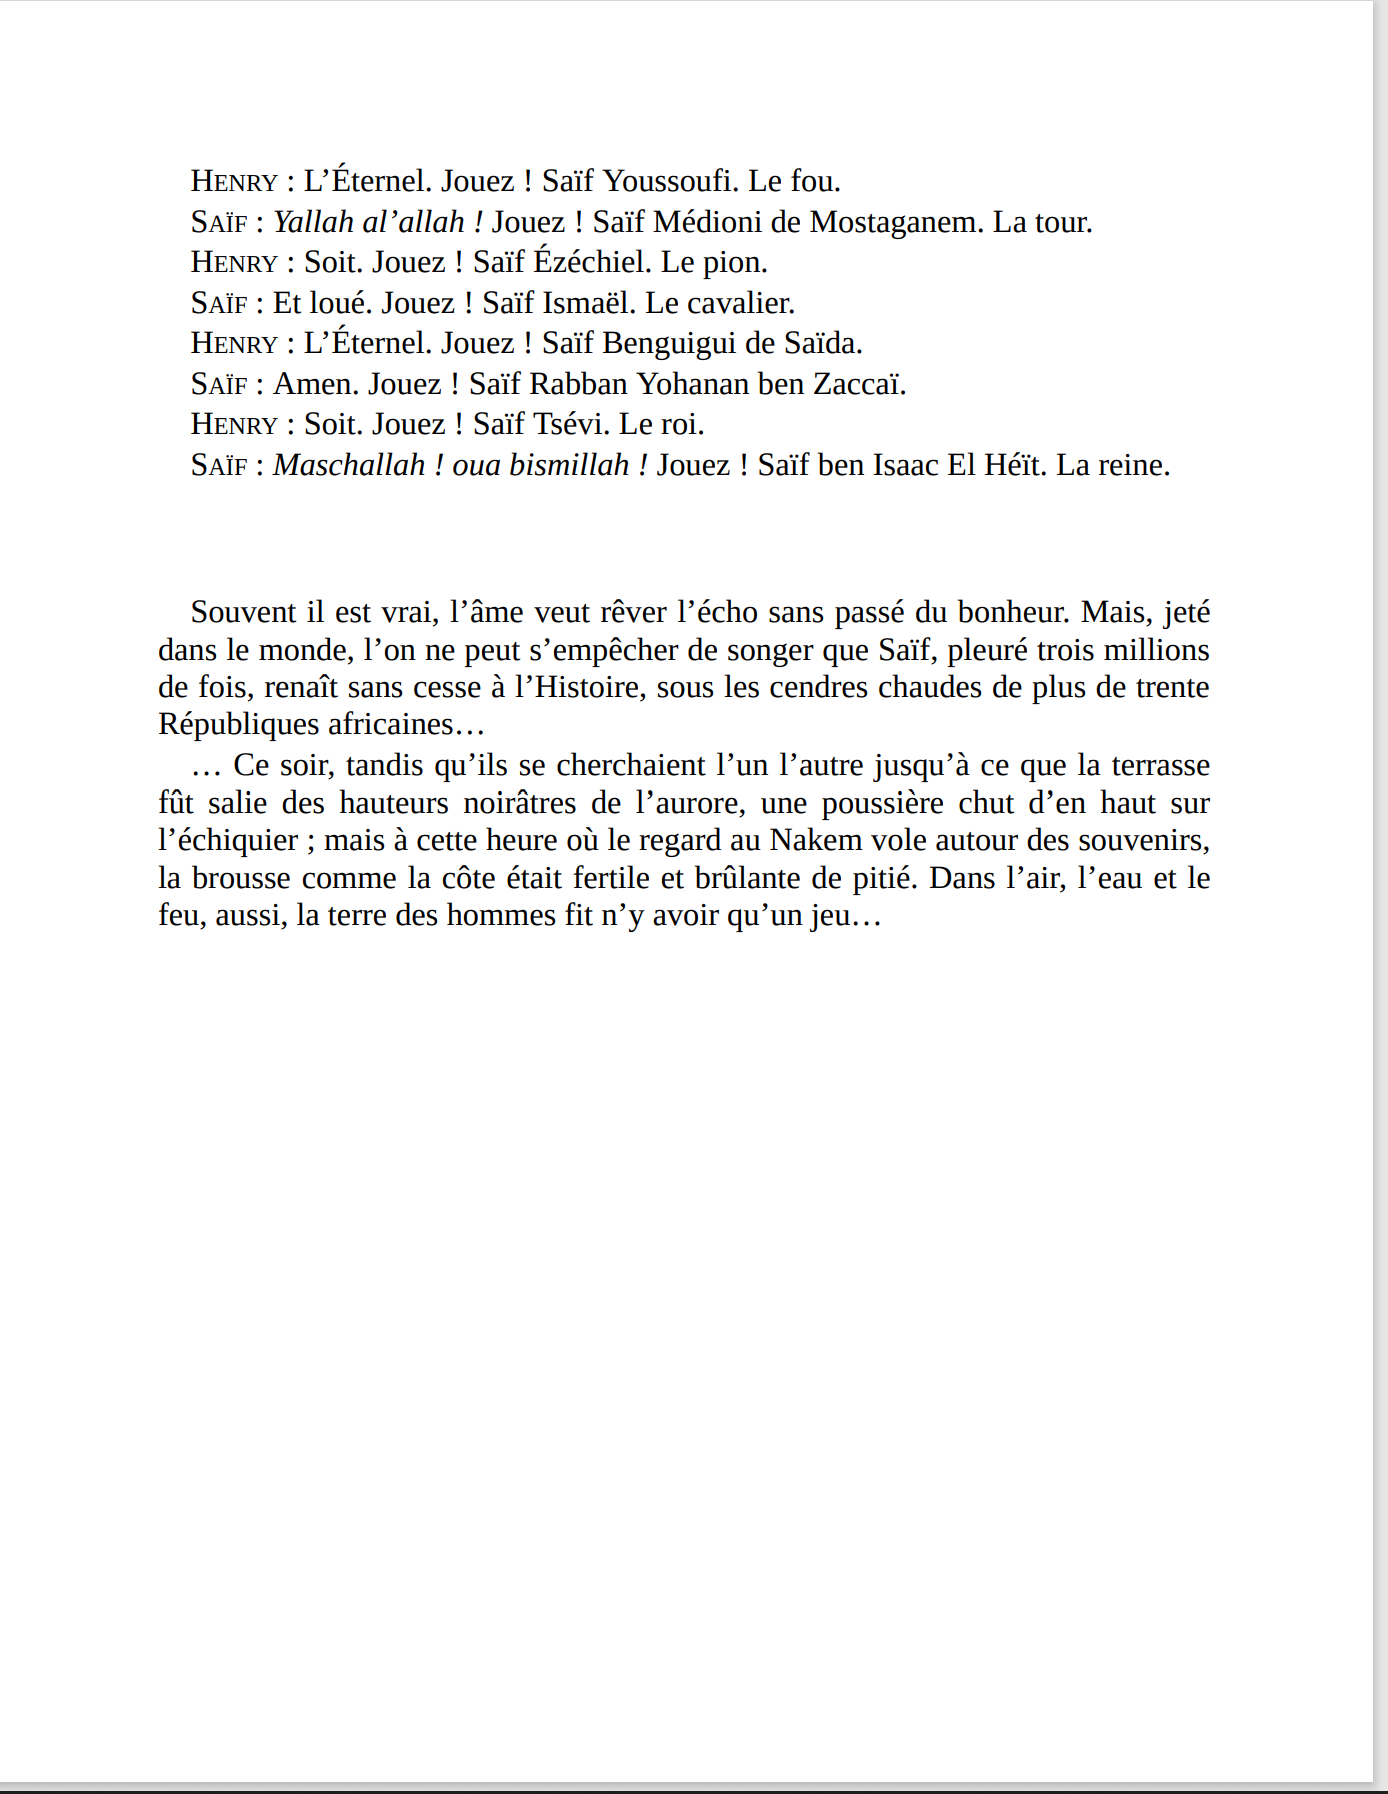 HENRY : L’Éternel. Jouez ! Saïf Youssoufi. Le fou.
SAÏF : Yallah al’allah ! Jouez ! Saïf Médioni de Mostaganem. La tour.
HENRY : Soit. Jouez ! Saïf Ézéchiel. Le pion.
SAÏF : Et loué. Jouez ! Saïf Ismaël. Le cavalier.
HENRY : L’Éternel. Jouez ! Saïf Benguigui de Saïda.
SAÏF : Amen. Jouez ! Saïf Rabban Yohanan ben Zaccaï.
HENRY : Soit. Jouez ! Saïf Tsévi. Le roi.
SAÏF : Maschallah ! oua bismillah ! Jouez ! Saïf ben Isaac El Héït. La reine.
Souvent il est vrai, l’âme veut rêver l’écho sans passé du bonheur. Mais, jeté
dans le monde, l’on ne peut s’empêcher de songer que Saïf, pleuré trois millions
de fois, renaît sans cesse à l’Histoire, sous les cendres chaudes de plus de trente
Républiques africaines…
… Ce soir, tandis qu’ils se cherchaient l’un l’autre jusqu’à ce que la terrasse
fût salie des hauteurs noirâtres de l’aurore, une poussière chut d’en haut sur
l’échiquier ; mais à cette heure où le regard au Nakem vole autour des souvenirs,
la brousse comme la côte était fertile et brûlante de pitié. Dans l’air, l’eau et le
feu, aussi, la terre des hommes fit n’y avoir qu’un jeu…